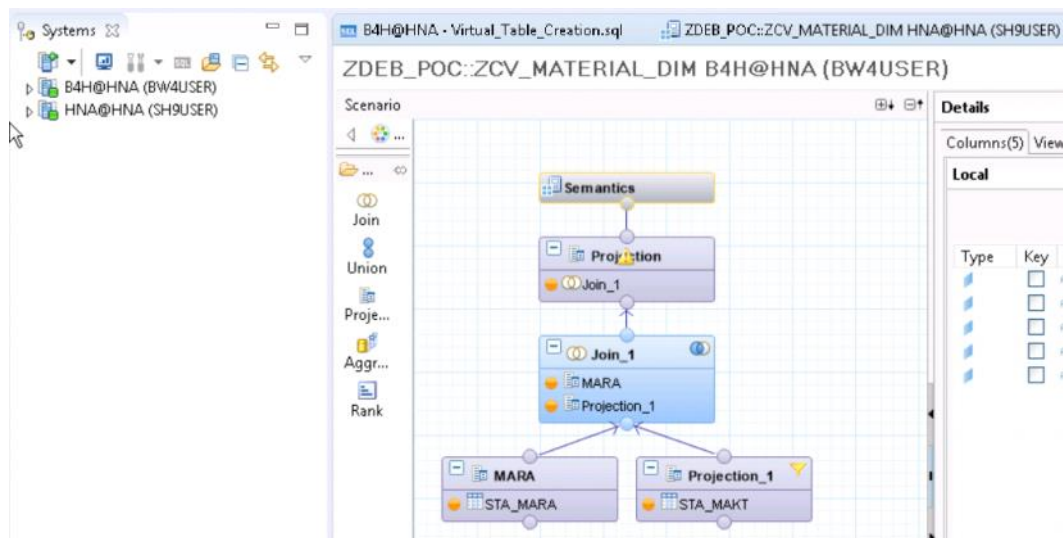 Systems
B4H@HNA (BW4USER)
HNA@HNA (SH9USER)
B4H@HNA - Virtual_Table_Creation.sql
ZDEB_POC::ZCV_MATERIAL_DIM HNA@HNA (SH9USER)
ZDEB_POC::ZCV_MATERIAL_DIM B4H@HNA (BW4USER)
Scenario
...
...
Join
Union
Proje...
Aggr...
Rank
Semantics
Projection
Join_1
Join_1
MARA
Projection_1
MARA
STA_MARA
Projection_1
STA_MAKT
Details
Columns(5) View
Local
Type Key